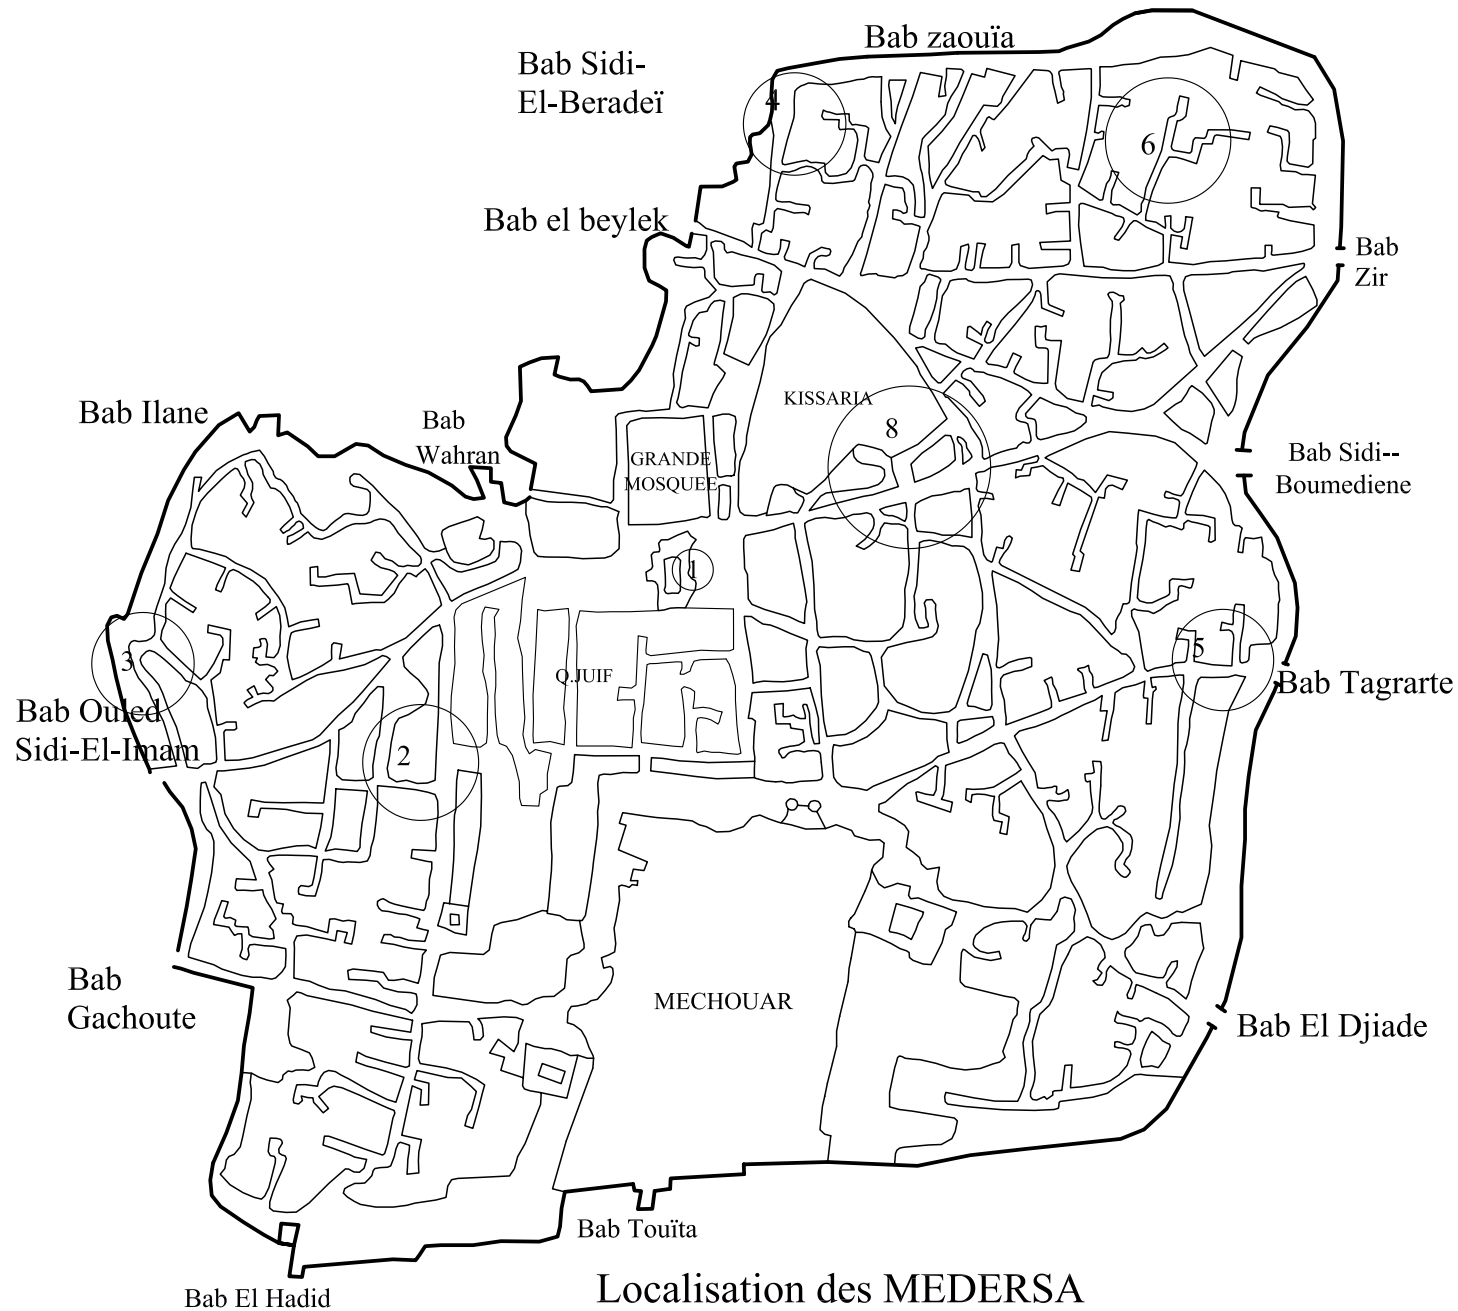 Bab zaouïa
Bab Sidi-
El-Beradeï
4
6
Bab el beylek
Bab
Zir
KISSARIA
Bab Ilane
Bab
Wahran
8
GRANDE
MOSQUEE
Bab Sidi--
Boumediene
1
3
5
Q.JUIF
Bab Tagrarte
Bab Ouled
Sidi-El-Imam
2
MECHOUAR
Bab
Gachoute
Bab El Djiade
Bab Touïta
Bab El Hadid
Localisation des MEDERSA